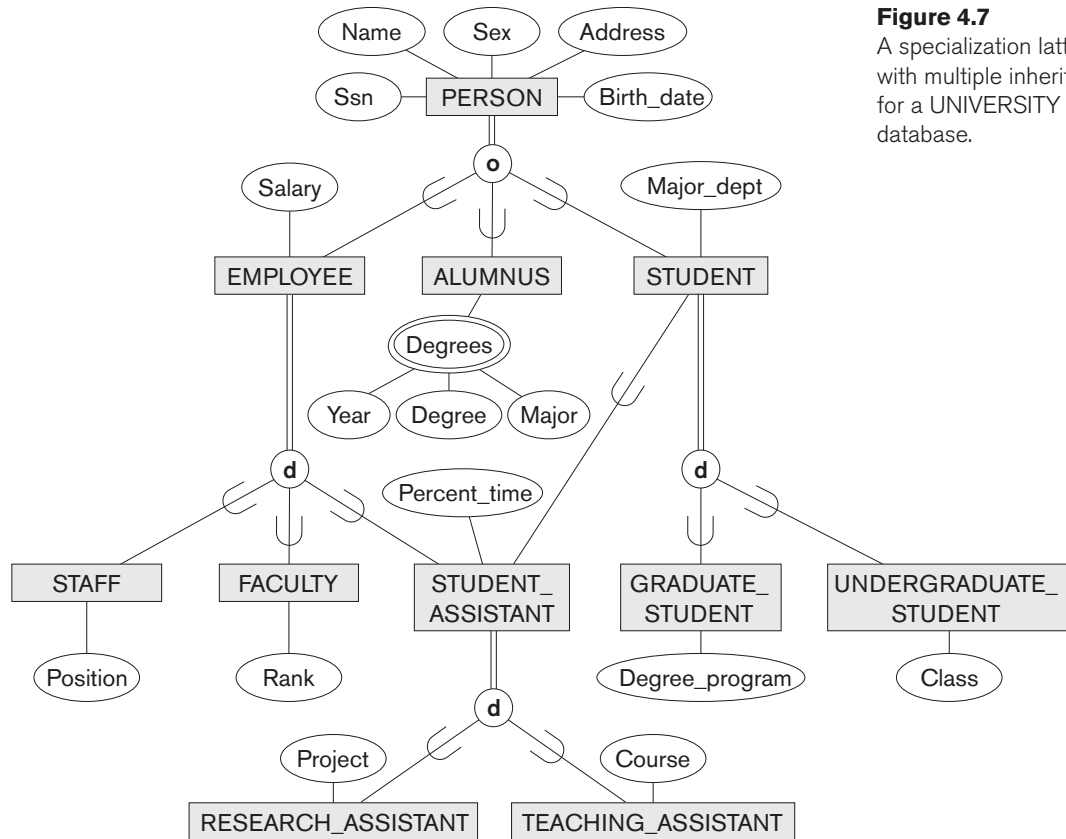 Figure 4.7
A specialization
with multiple
for a UNIVERSITY
database.
Name
Sex
Address
Ssn
PERSON
Birth_date
o
Salary
Major_dept
EMPLOYEE
ALUMNUS
STUDENT
Degrees
Year
Degree
Major
d
d
Percent_time
STAFF
FACULTY
STUDENT_
ASSISTANT
GRADUATE_
STUDENT
UNDERGRADUATE_
STUDENT
Position
Rank
Degree_program
Class
d
Project
Course
RESEARCH_ASSISTANT
TEACHING_ASSISTANT